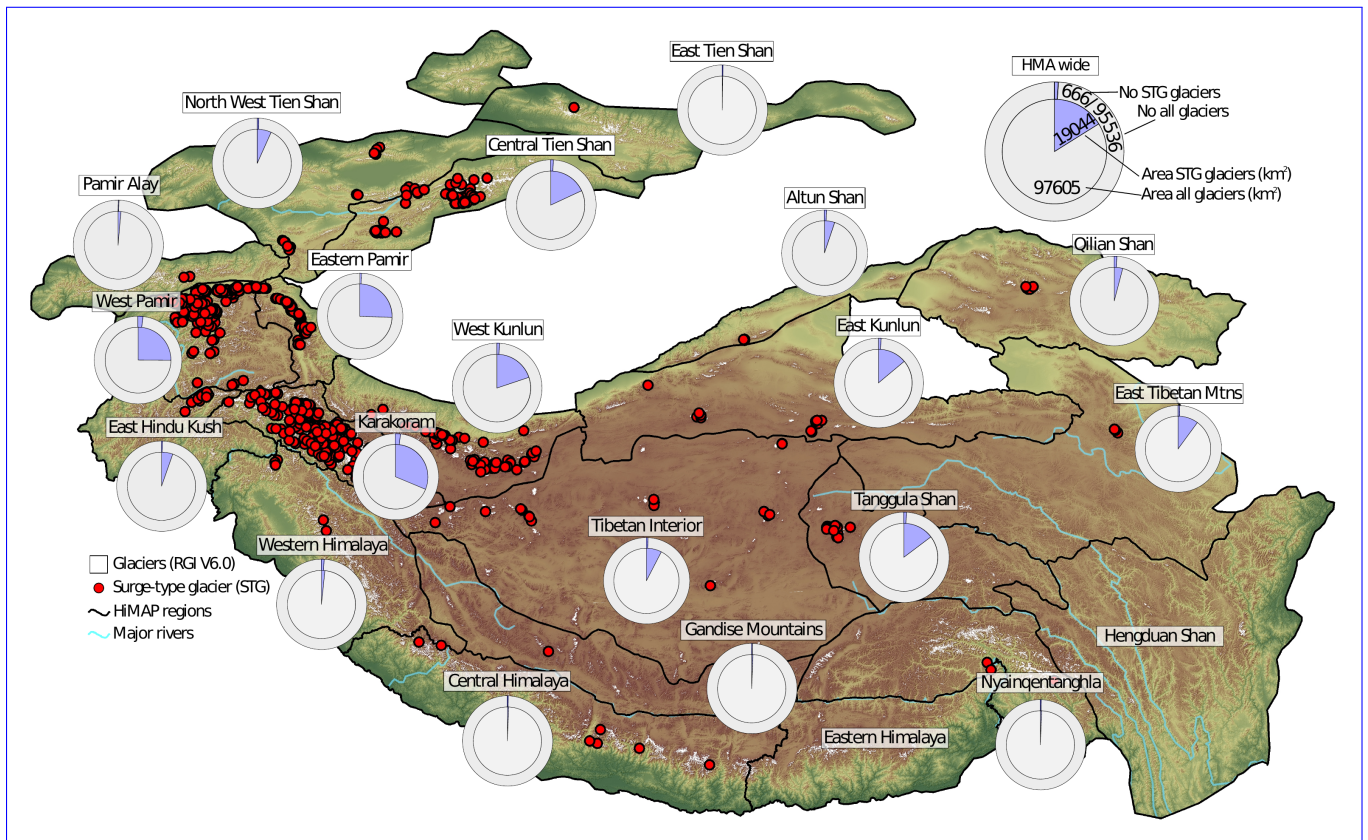 East Tien Shan
HMA wide
North West Tien Shan
666/95536
No STG glaciers
No all glaciers
19044
Central Tien Shan
Area STG glaciers (km²)
97605
Area all glaciers (km²)
Pamir Alay
Altun Shan
Qilian Shan
Eastern Pamir
West Pamir
West Kunlun
East Kunlun
East Tibetan Mtns
Karakoram
East Hindu Kush
Tanggula Shan
Tibetan Interior
Western Himalaya
Glaciers (RGI V6.0)
Surge-type glacier (STG)
HiMAP regions
Major rivers
Gandise Mountains
Hengduan Shan
Central Himalaya
Nyainqentanghla
Eastern Himalaya